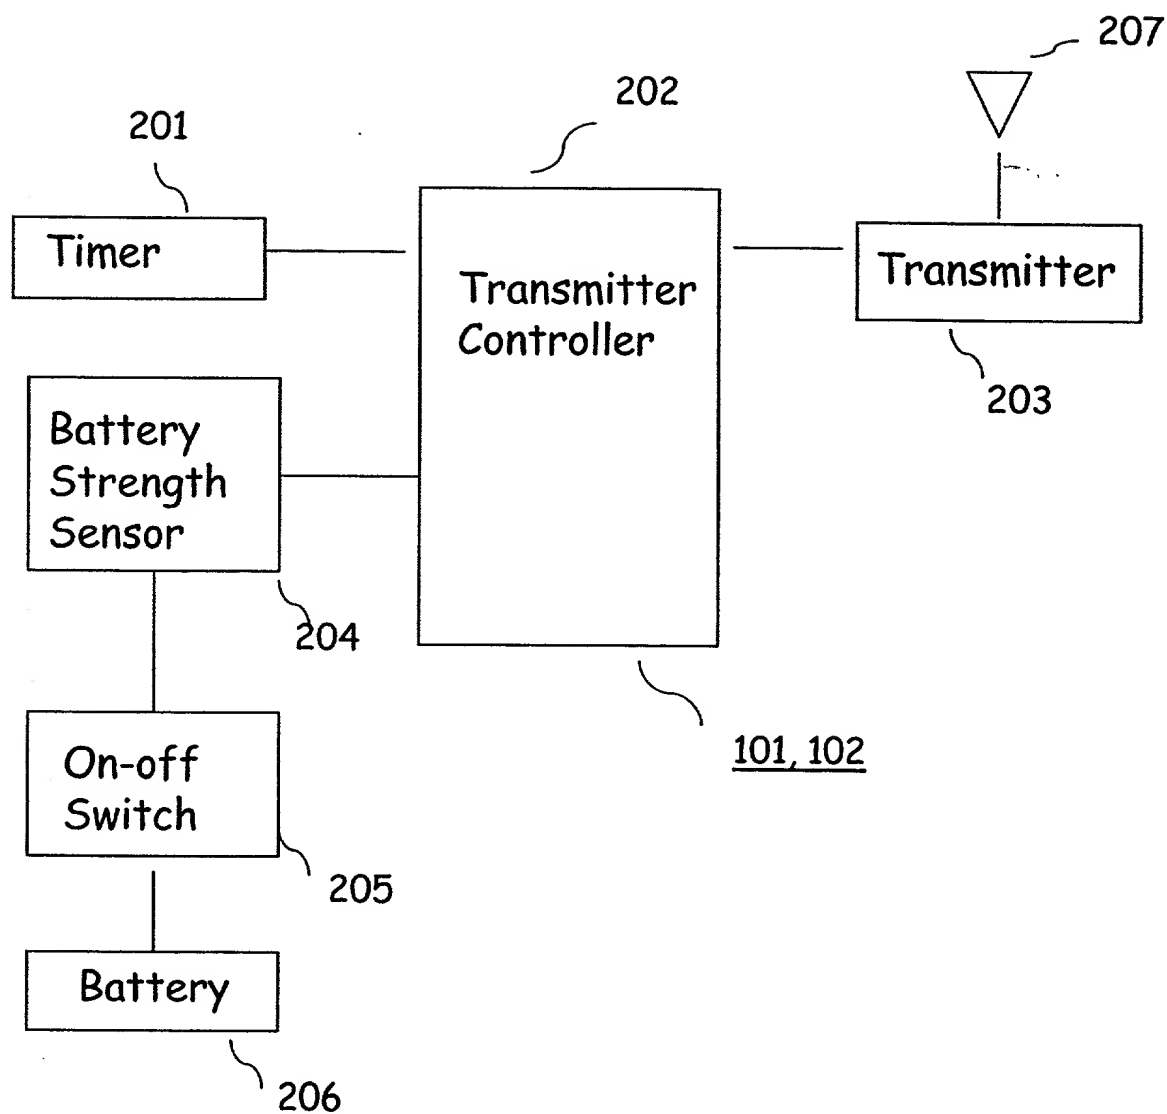 207
202
201
Timer
Transmitter
Controller
Transmitter
203
Battery
Strength
Sensor
204
101, 102
On-off
Switch
205
Battery
206